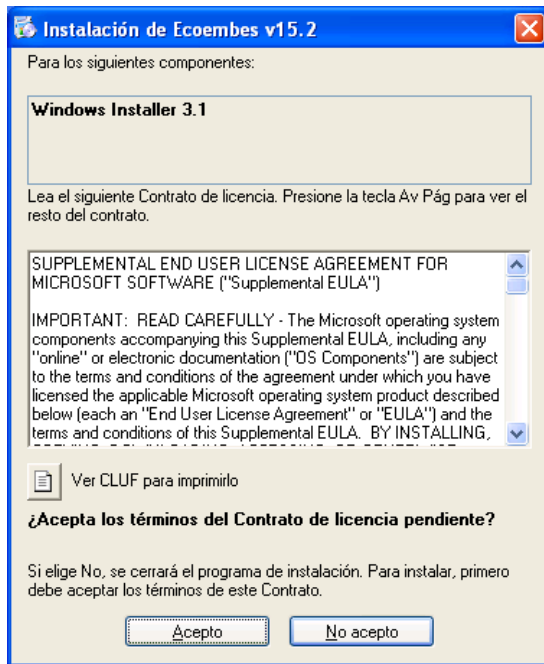 Instalación de Ecoembes v15.2
Para los siguientes componentes:
Windows Installer 3.1
Lea el siguiente Contrato de licencia. Presione la tecla Av Pág para ver el
resto del contrato.
SUPPLEMENTAL END USER LICENSE AGREEMENT FOR
MICROSOFT SOFTWARE ("Supplemental EULA")
IMPORTANT:  READ CAREFULLY - The Microsoft operating system
components accompanying this Supplemental EULA, including any
"online" or electronic documentation ("OS Components") are subject
to the terms and conditions of the agreement under which you have
licensed the applicable Microsoft operating system product described
below (each an "End User License Agreement" or "EULA") and the
terms and conditions of this Supplemental EULA.  BY INSTALLING,
Ver CLUF para imprimirlo
¿Acepta los términos del Contrato de licencia pendiente?
Si elige No, se cerrará el programa de instalación. Para instalar, primero
debe aceptar los términos de este Contrato.
Acepto
No acepto